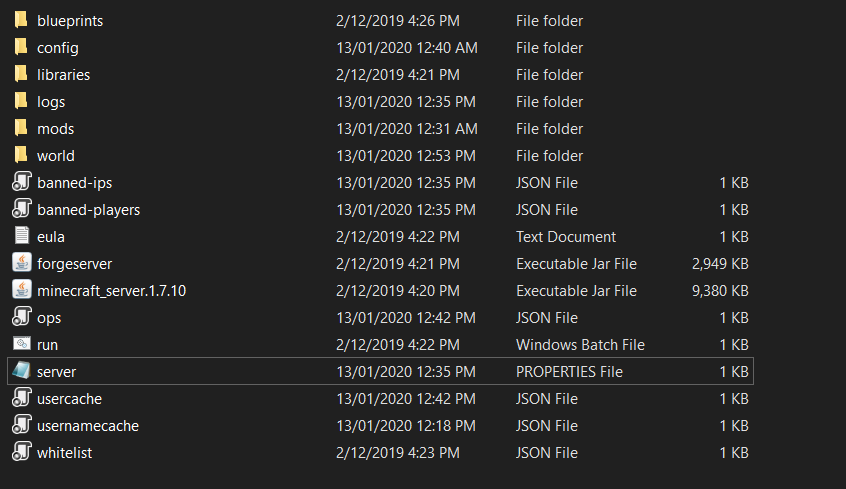 blueprints 2/12/2019 4:26 PM File folder
config 13/01/2020 12:40 AM File folder
libraries 2/12/2019 4:21 PM File folder
logs 13/01/2020 12:35 PM File folder
mods 13/01/2020 12:31 AM File folder
world 13/01/2020 12:53 PM File folder
banned-ips 13/01/2020 12:35 PM JSON File 1 KB
banned-players 13/01/2020 12:35 PM JSON File 1 KB
eula 2/12/2019 4:22 PM Text Document 1 KB
forgeserver 2/12/2019 4:21 PM Executable Jar File 2,949 KB
minecraft_server.1.7.10 2/12/2019 4:20 PM Executable Jar File 9,380 KB
ops 13/01/2020 12:42 PM JSON File 1 KB
run 2/12/2019 4:22 PM Windows Batch File 1 KB
server 13/01/2020 12:35 PM PROPERTIES File 1 KB
usercache 13/01/2020 12:42 PM JSON File 1 KB
usernamecache 13/01/2020 12:18 PM JSON File 1 KB
whitelist 2/12/2019 4:23 PM JSON File 1 KB